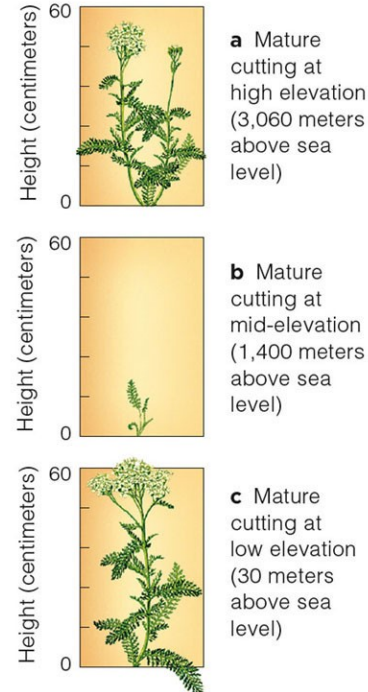 60
Height (centimeters)
0
a Mature
cutting at
high elevation
(3,060 meters
above sea
level)
60
Height (centimeters)
0
b Mature
cutting at
mid-elevation
(1,400 meters
above sea
level)
60
Height (centimeters)
0
c Mature
cutting at
low elevation
(30 meters
above sea
level)